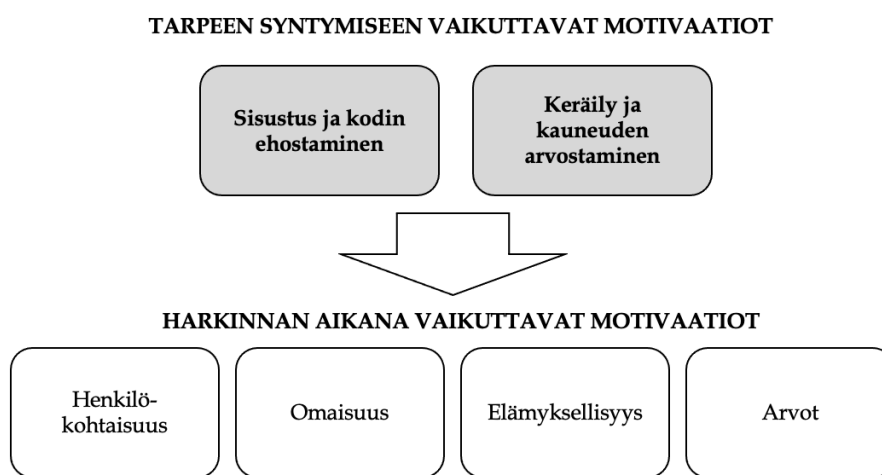 TARPEEN SYNTYMISEEN VAIKUTTAVAT MOTIVAATIOT
Sisustus ja kodin
ehostaminen
Keräily ja
kauneuden
arvostaminen
HARKINNAN AIKANA VAIKUTTAVAT MOTIVAATIOT
Henkilö-
kohtaisuus
Omaisuus
Elämyksellisyys
Arvot